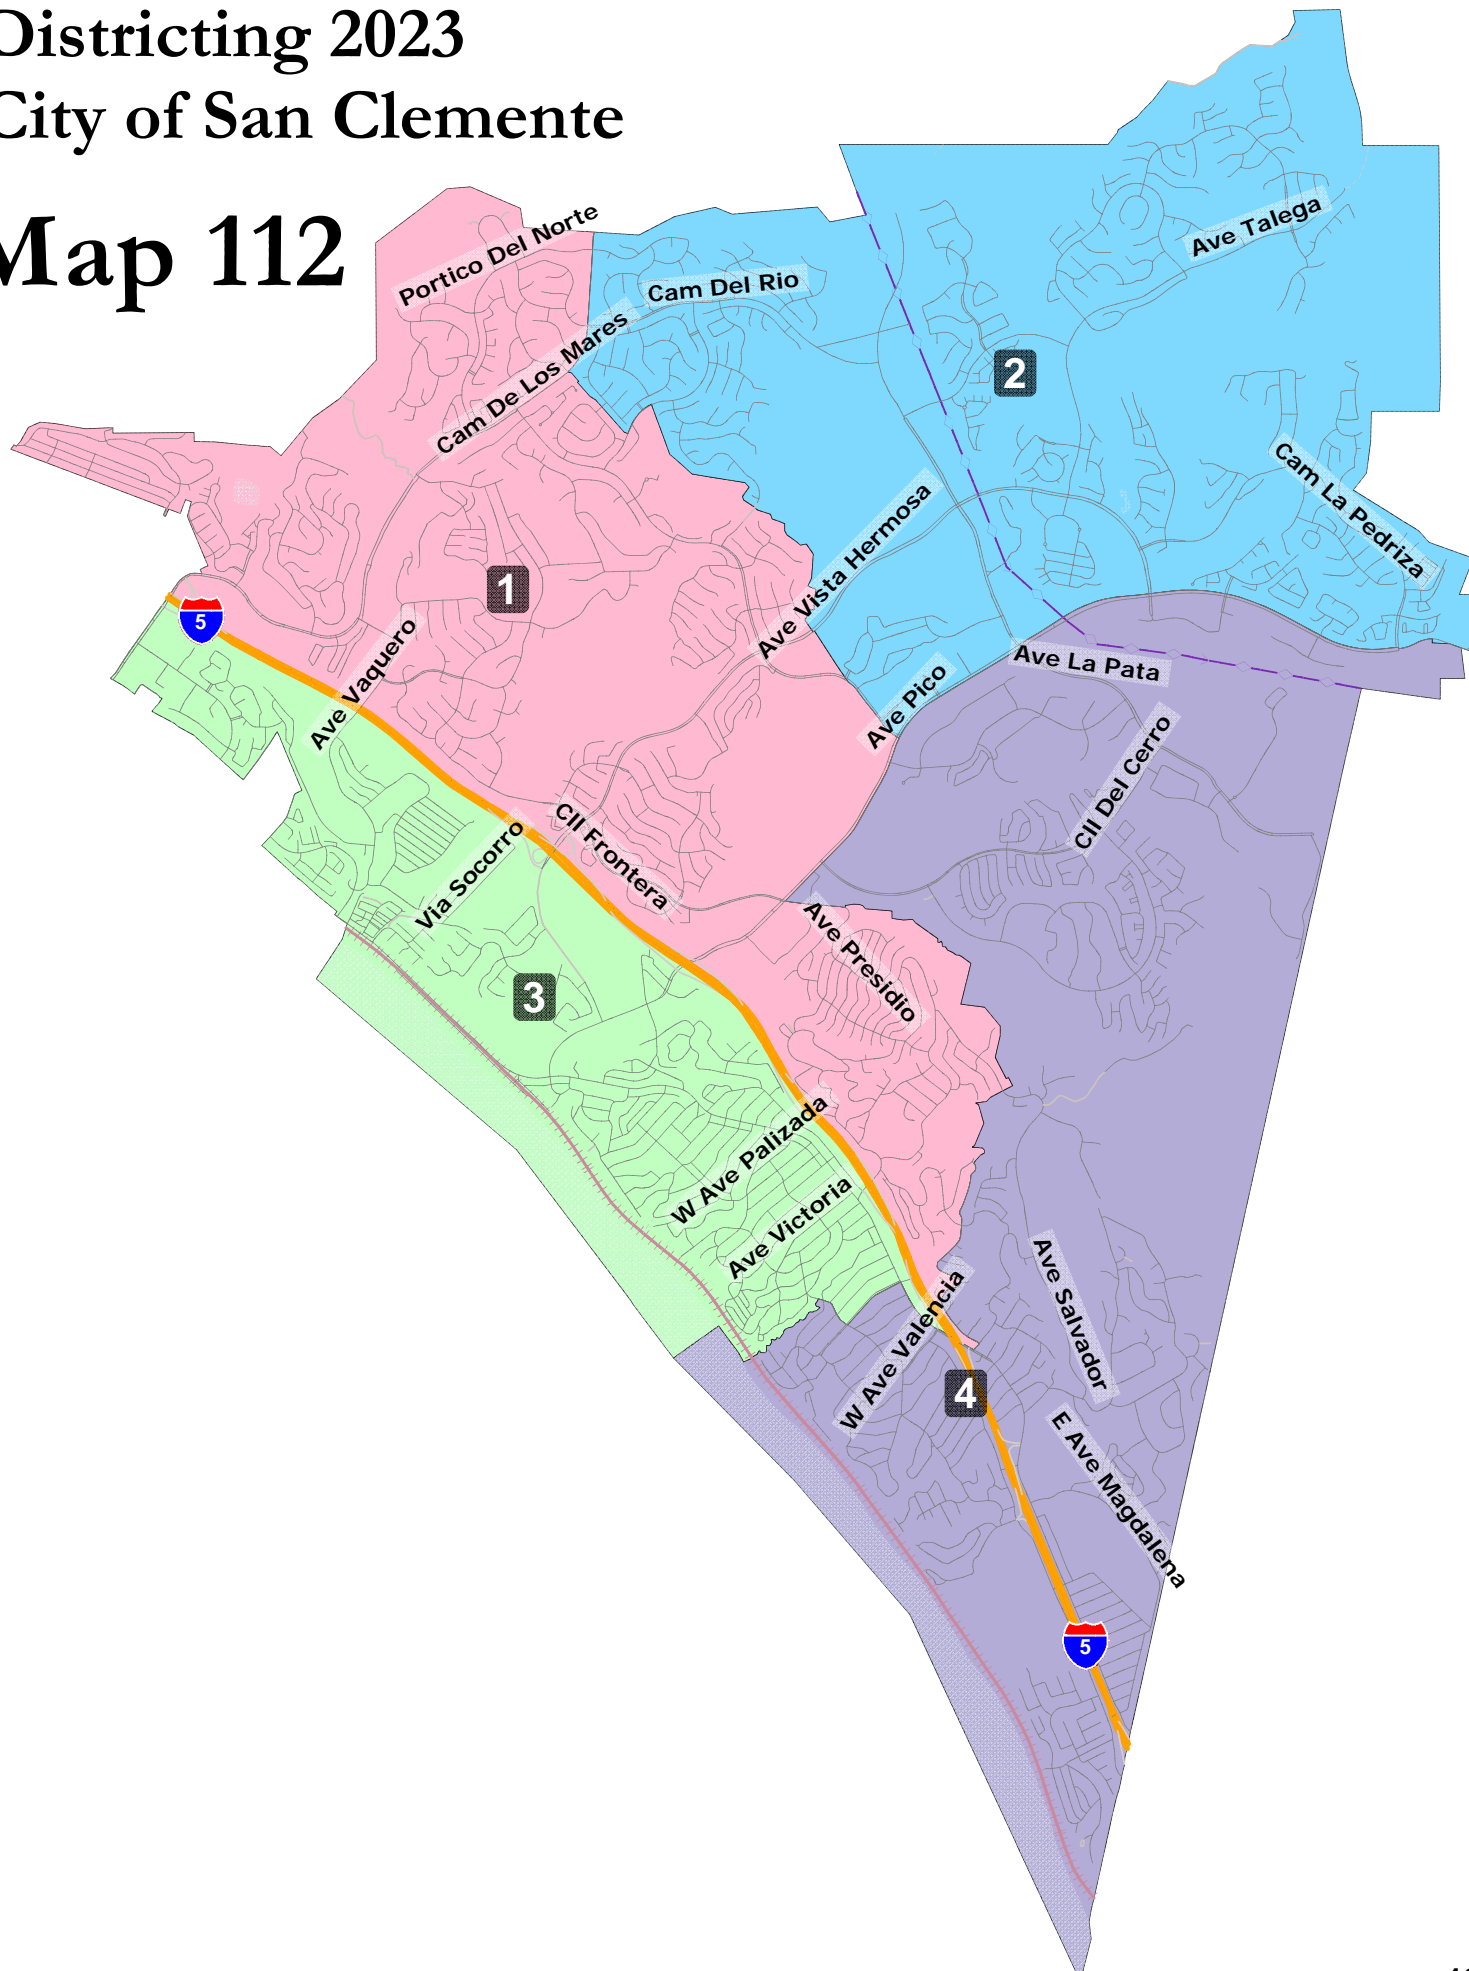 Districting 2023
City of San Clemente
Map 112
Portico Del Norte
Cam Del Rio
Ave Talega
Cam De Los Mares
2
Cam La Pedriza
Ave Vista Hermosa
1
5
Ave Vaquero
Ave La Pata
Ave Pico
Cll Del Cerro
Cll Frontera
Via Socorro
Ave Presidio
3
W Ave Palizada
Ave Victoria
Ave Salvador
W Ave Valencia
4
E Ave Magdalena
5